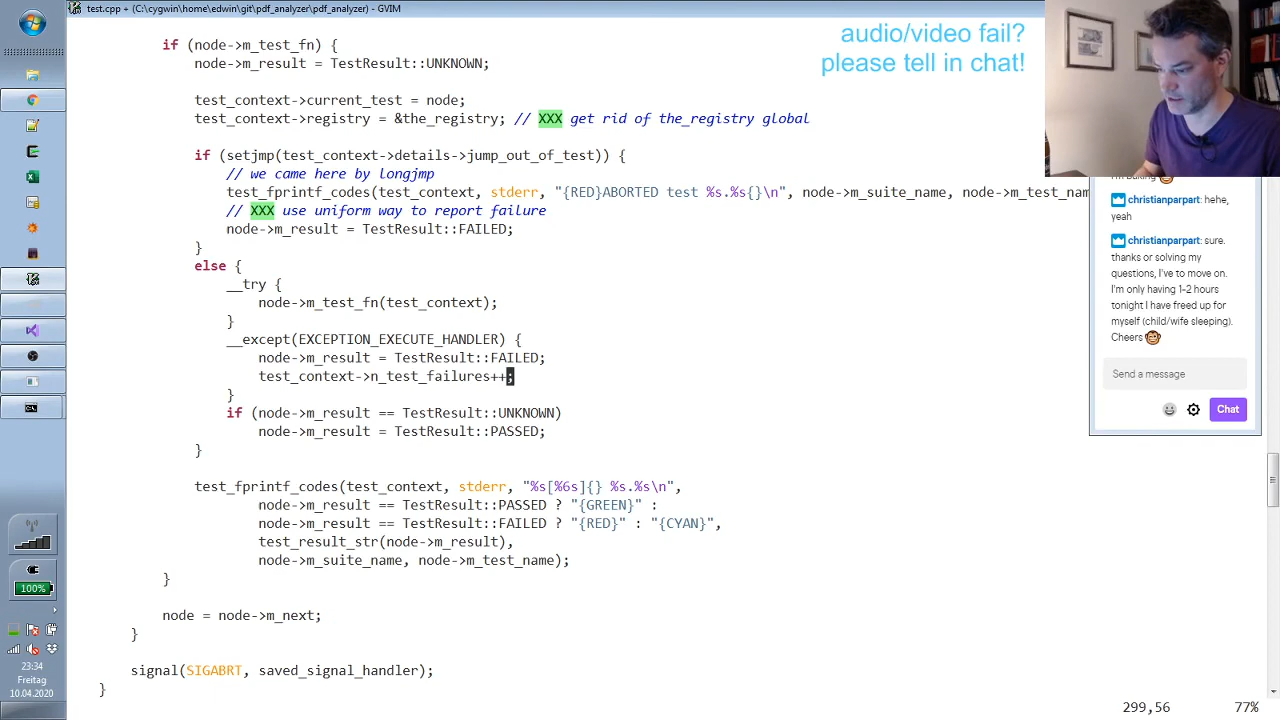 test.cpp + (C:\cygwin\home\edwin\git\pdf_analyzer\pdf_analyzer) - GVIM
audio/video fail?
please tell in chat!
if (node->m_test_fn) {
node->m_result = TestResult::UNKNOWN;
test_context->current_test = node;
test_context->registry = &the_registry; // XXX get rid of the_registry global
if (setjmp(test_context->details->jump_out_of_test)) {
// we came here by longjmp
test_fprintf_codes(test_context, stderr, "{RED}ABORTED test %s.%s{}\n", node->m_suite_name, node->m_test_nam
// XXX use uniform way to report failure
node->m_result = TestResult::FAILED;
}
else {
__try {
node->m_test_fn(test_context);
}
__except(EXCEPTION_EXECUTE_HANDLER) {
node->m_result = TestResult::FAILED;
test_context->n_test_failures++;
}
if (node->m_result == TestResult::UNKNOWN)
node->m_result = TestResult::PASSED;
}
test_fprintf_codes(test_context, stderr, "%s[%6s]{} %s.%s\n",
node->m_result == TestResult::PASSED ? "{GREEN}" :
node->m_result == TestResult::FAILED ? "{RED}" : "{CYAN}",
test_result_str(node->m_result),
node->m_suite_name, node->m_test_name);
}
node = node->m_next;
}
signal(SIGABRT, saved_signal_handler);
}
299,56 77%
christianparpart: hehe,
yeah
christianparpart: sure.
thanks or solving my
questions, I've to move on.
I'm only having 1-2 hours
tonight I have freed up for
myself (child/wife sleeping).
Cheers
Send a message
Chat
100%
23:34
Freitag
10.04.2020